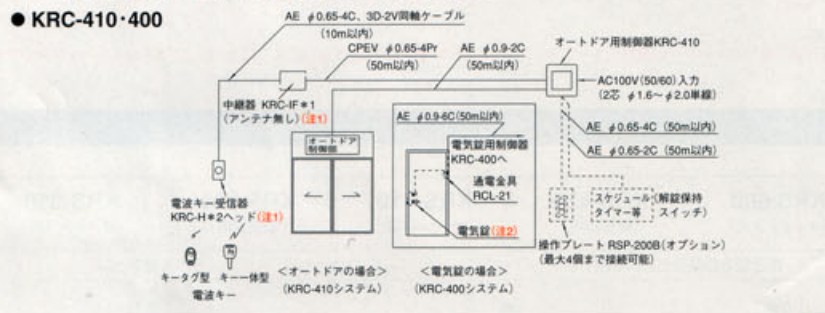 ● KRC-410・400
AE φ0.65-4C、3D-2V同軸ケーブル
(10m以内)
CPEV φ0.65-4Pr
(50m以内)
AE φ0.9-2C
(50m以内)
オートドア用制御器KRC-410
AC100V(50/60)入力
(2芯 φ1.6〜φ2.0単線)
中継器 KRC-IF*1
(アンテナ無し)(注1)
オートドア
制御部
AE φ0.9-6C(50m以内)
電気錠用制御器
KRC-400へ
通電金具
RCL-21
電気錠(注2)
AE φ0.65-4C (50m以内)
AE φ0.65-2C (50m以内)
電波キー受信器
KRC-H*2ヘッド(注1)
キータグ型 キー一体型
電波キー
<オートドアの場合>
(KRC-410システム)
<電気錠の場合>
(KRC-400システム)
スケジュール
タイマー等
(解錠保持
スイッチ)
操作プレート RSP-200B(オプション)
(最大4個まで接続可能)